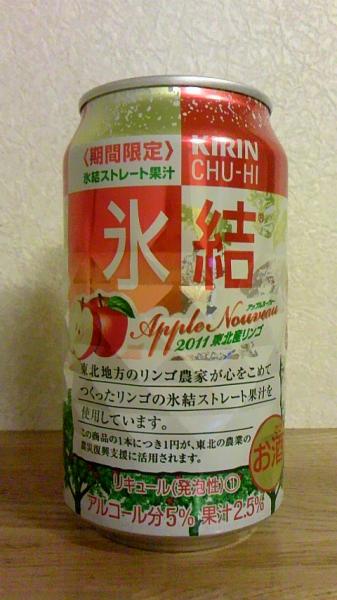 〈期間限定〉
氷結ストレート果汁
KIRIN
CHU-HI
氷結®
アップルヌーヴォー
Apple Nouveau
2011東北産リンゴ
東北地方のリンゴ農家が心をこめて
つくったリンゴの氷結ストレート果汁を
使用しています。
この商品の1本につき1円が、東北の農業の
震災復興支援に活用されます。
お酒
リキュール(発泡性)①
アルコール分5% 果汁2.5%